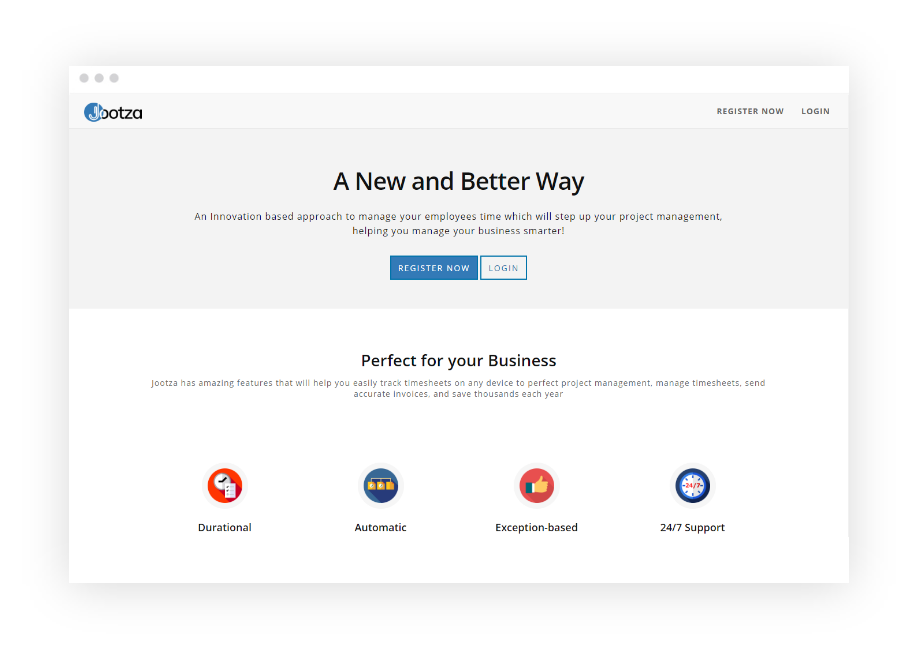 Jootza
REGISTER NOW LOGIN
A New and Better Way
An Innovation based approach to manage your employees time which will step up your project management,
helping you manage your business smarter!
REGISTER NOW LOGIN
Perfect for your Business
Jootza has amazing features that will help you easily track timesheets on any device to perfect project management, manage timesheets, send
accurate invoices, and save thousands each year
24/7
Durational Automatic Exception-based 24/7 Support